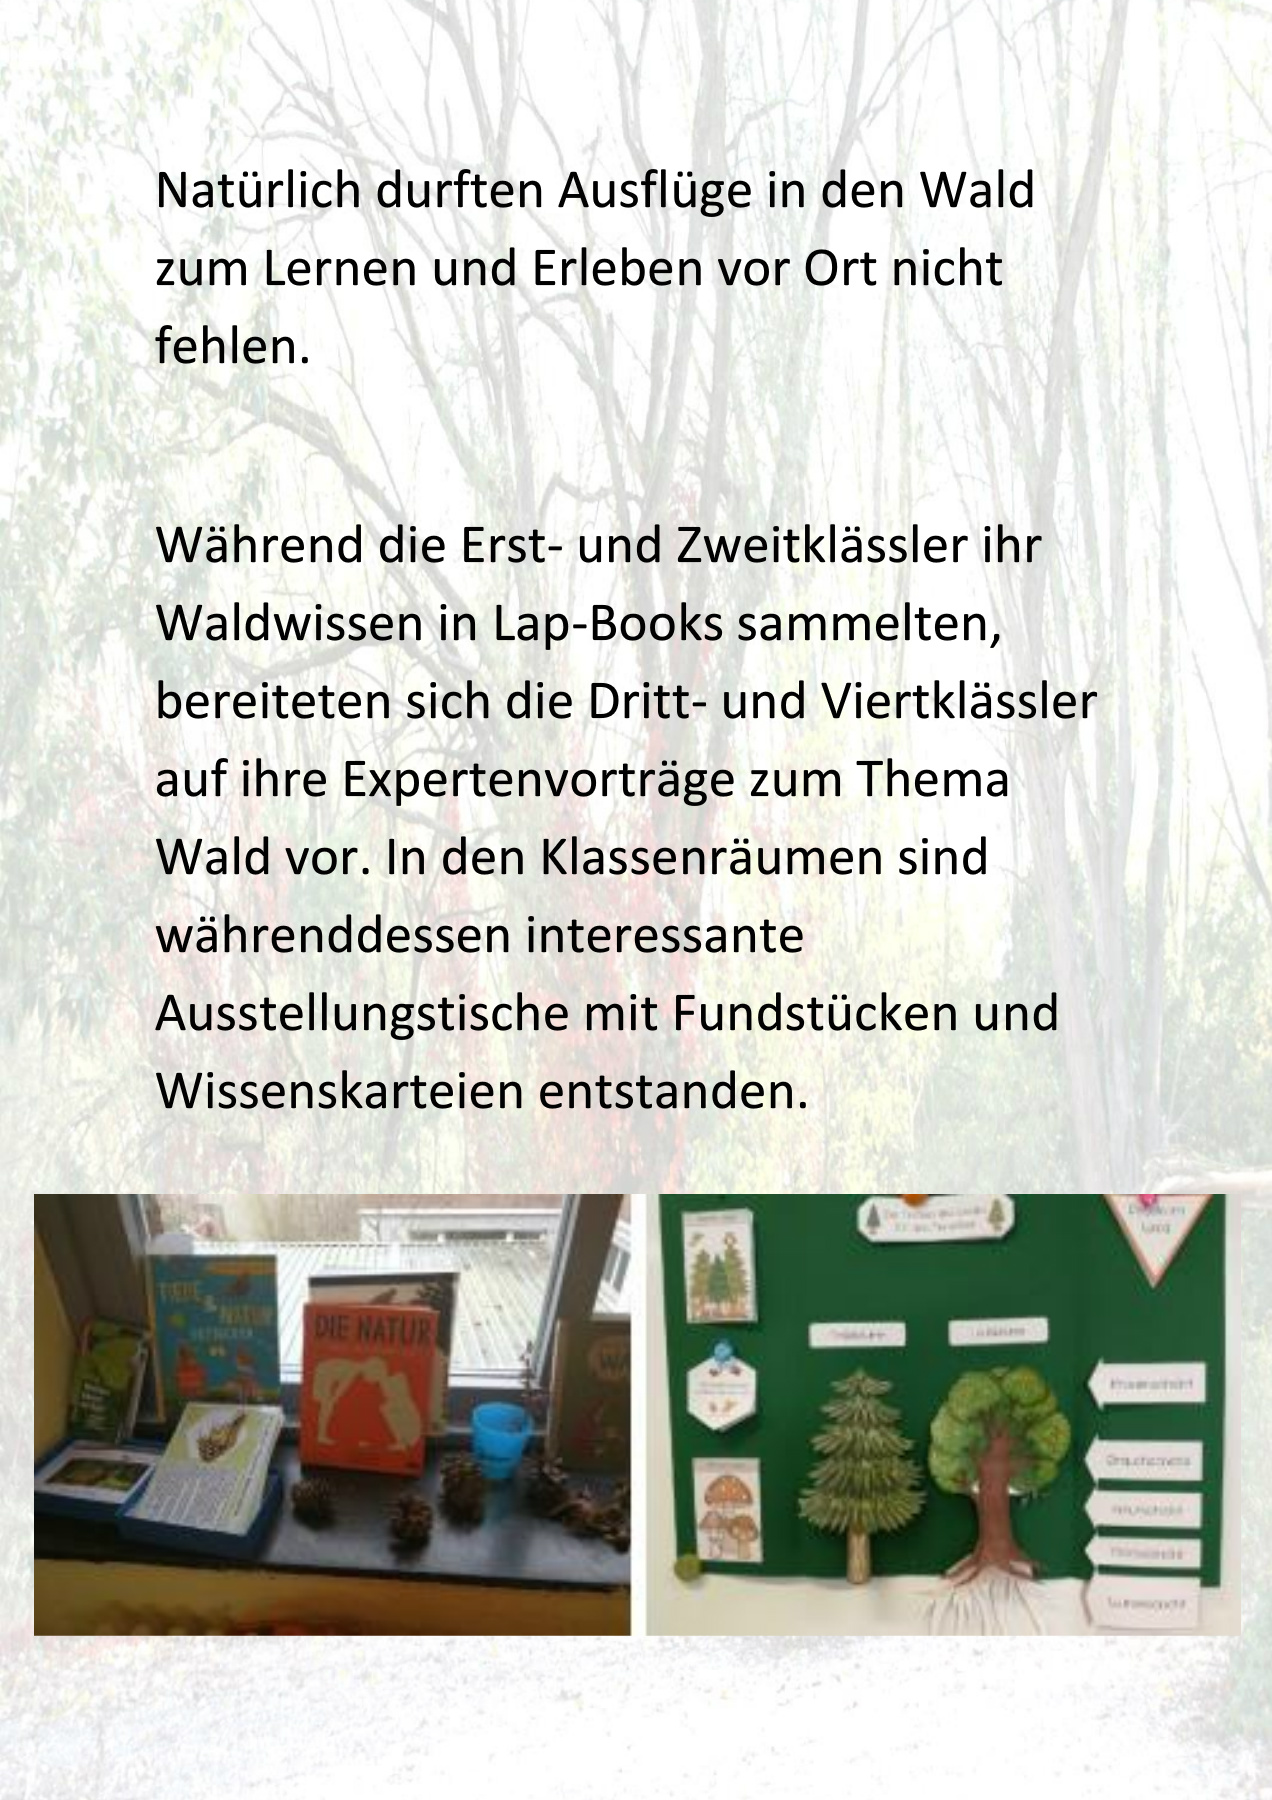 Natürlich durften Ausflüge in den Wald
zum Lernen und Erleben vor Ort nicht
fehlen.
Während die Erst- und Zweitklässler ihr
Waldwissen in Lap-Books sammelten,
bereiteten sich die Dritt- und Viertklässler
auf ihre Expertenvorträge zum Thema
Wald vor. In den Klassenräumen sind
währenddessen interessante
Ausstellungstische mit Fundstücken und
Wissenskarteien entstanden.
TIERE
& NATUR
ENTDECKEN
DIE NATUR